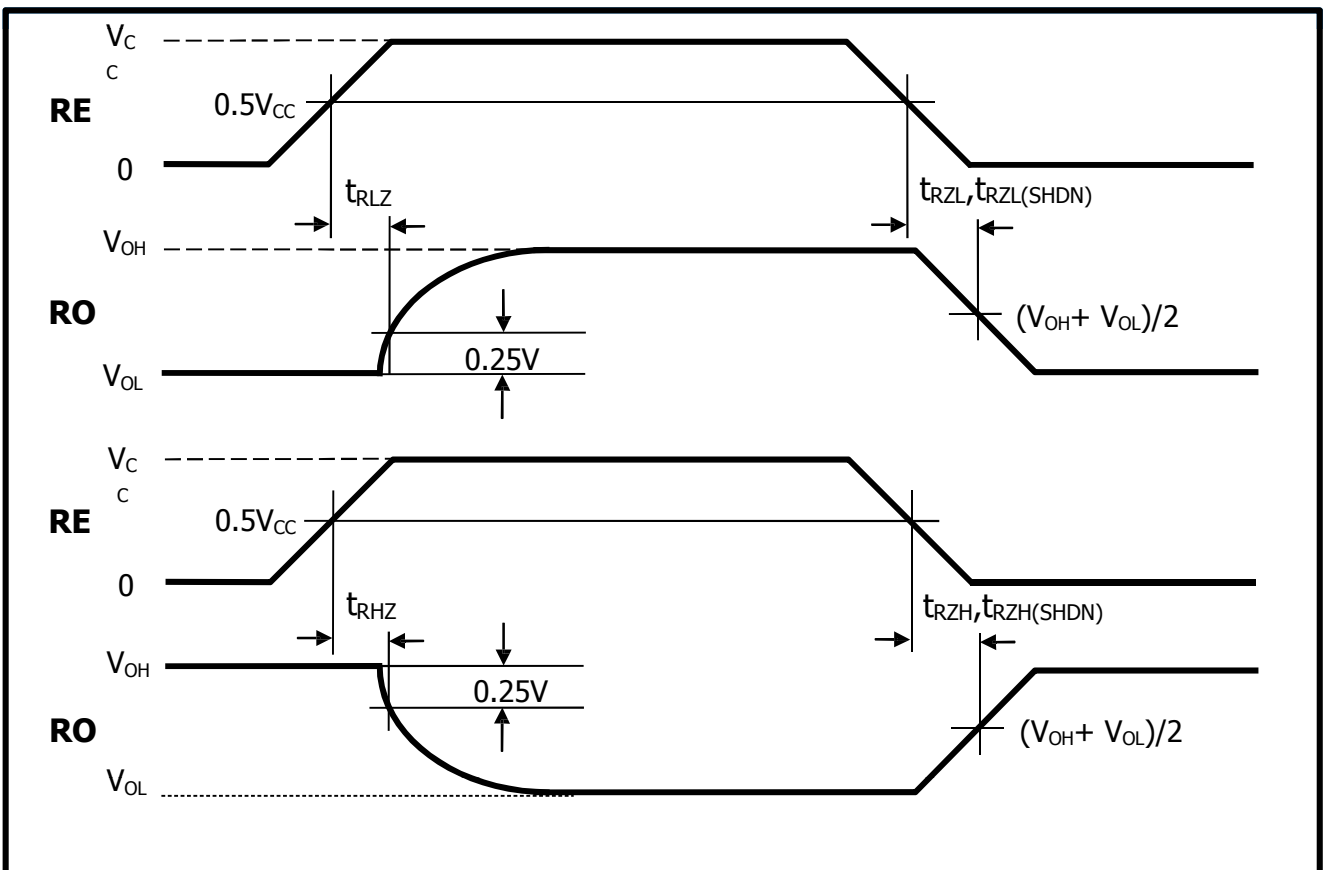 VC
C
RE
0.5VCC
0
tRLZ
tRZL,tRZL(SHDN)
VOH
RO
(VOH+ VOL)/2
0.25V
VOL
VC
C
RE
0.5VCC
0
tRHZ
tRZH,tRZH(SHDN)
VOH
0.25V
RO
(VOH+ VOL)/2
VOL